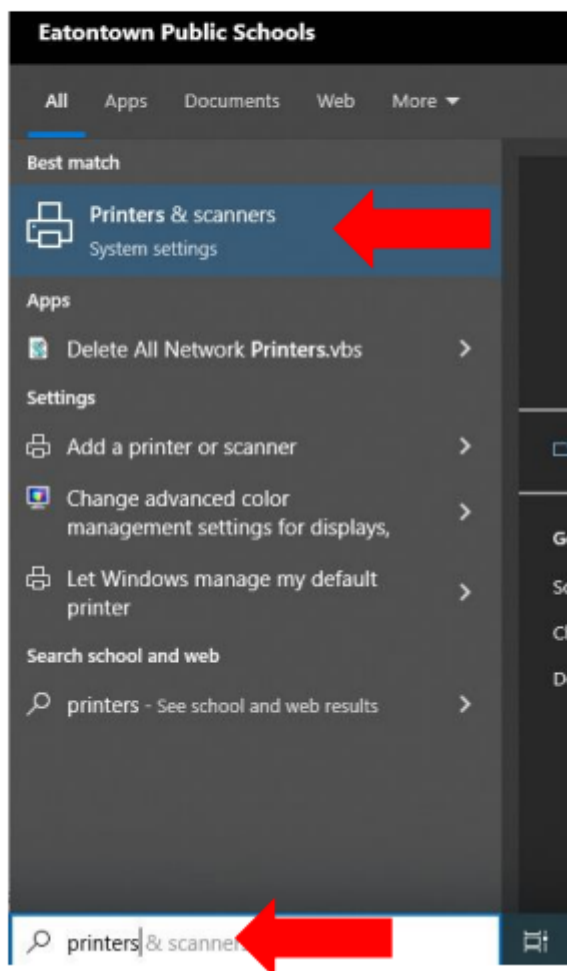 Eatontown Public Schools
All Apps Documents Web More
Best match
Printers & scanners
System settings
Apps
Delete All Network Printers.vbs
Settings
Add a printer or scanner
Change advanced color
management settings for displays,
Let Windows manage my default
printer
Search school and web
printers - See school and web results
printers & scanner